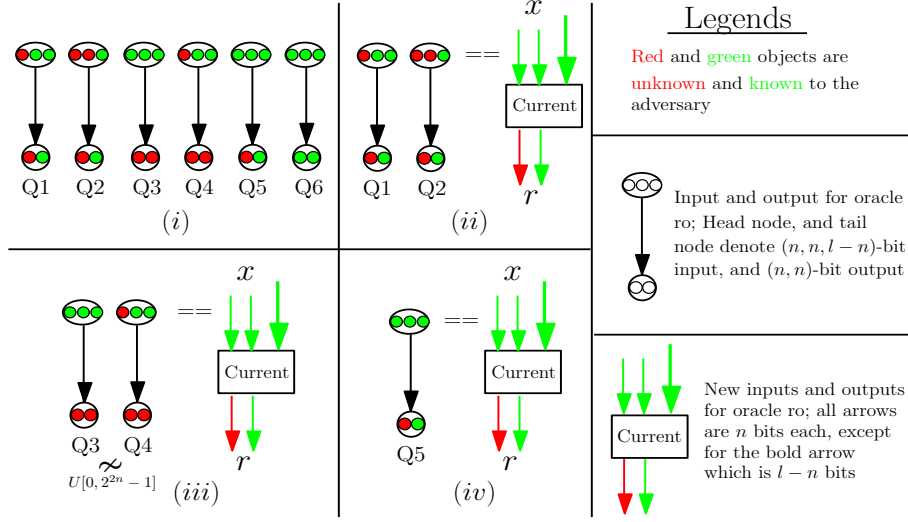 Q1 Q2 Q3 Q4 Q5 Q6
(i)
x
==
Current
Q1 Q2
r
(ii)
Legends
Red and green objects are
unknown and known to the
adversary
Input and output for oracle
ro; Head node, and tail
node denote (n, n, l − n)-bit
input, and (n, n)-bit output
x
==
Current
Q3 Q4
≈
U[0, 2²ⁿ − 1]
r
(iii)
x
==
Current
Q5
r
(iv)
Current
New inputs and outputs
for oracle ro; all arrows
are n bits each, except
for the bold arrow
which is l − n bits